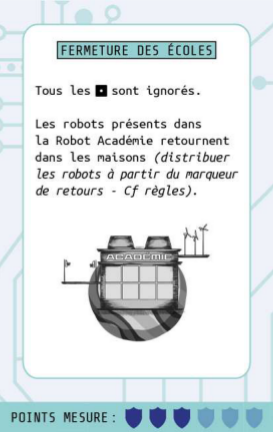 FERMETURE DES ÉCOLES
Tous les ⚀ sont ignorés.
Les robots présents dans
la Robot Académie retournent
dans les maisons (distribuer
les robots à partir du marqueur
de retours - Cf règles).
ACADEMIC
POINTS MESURE :